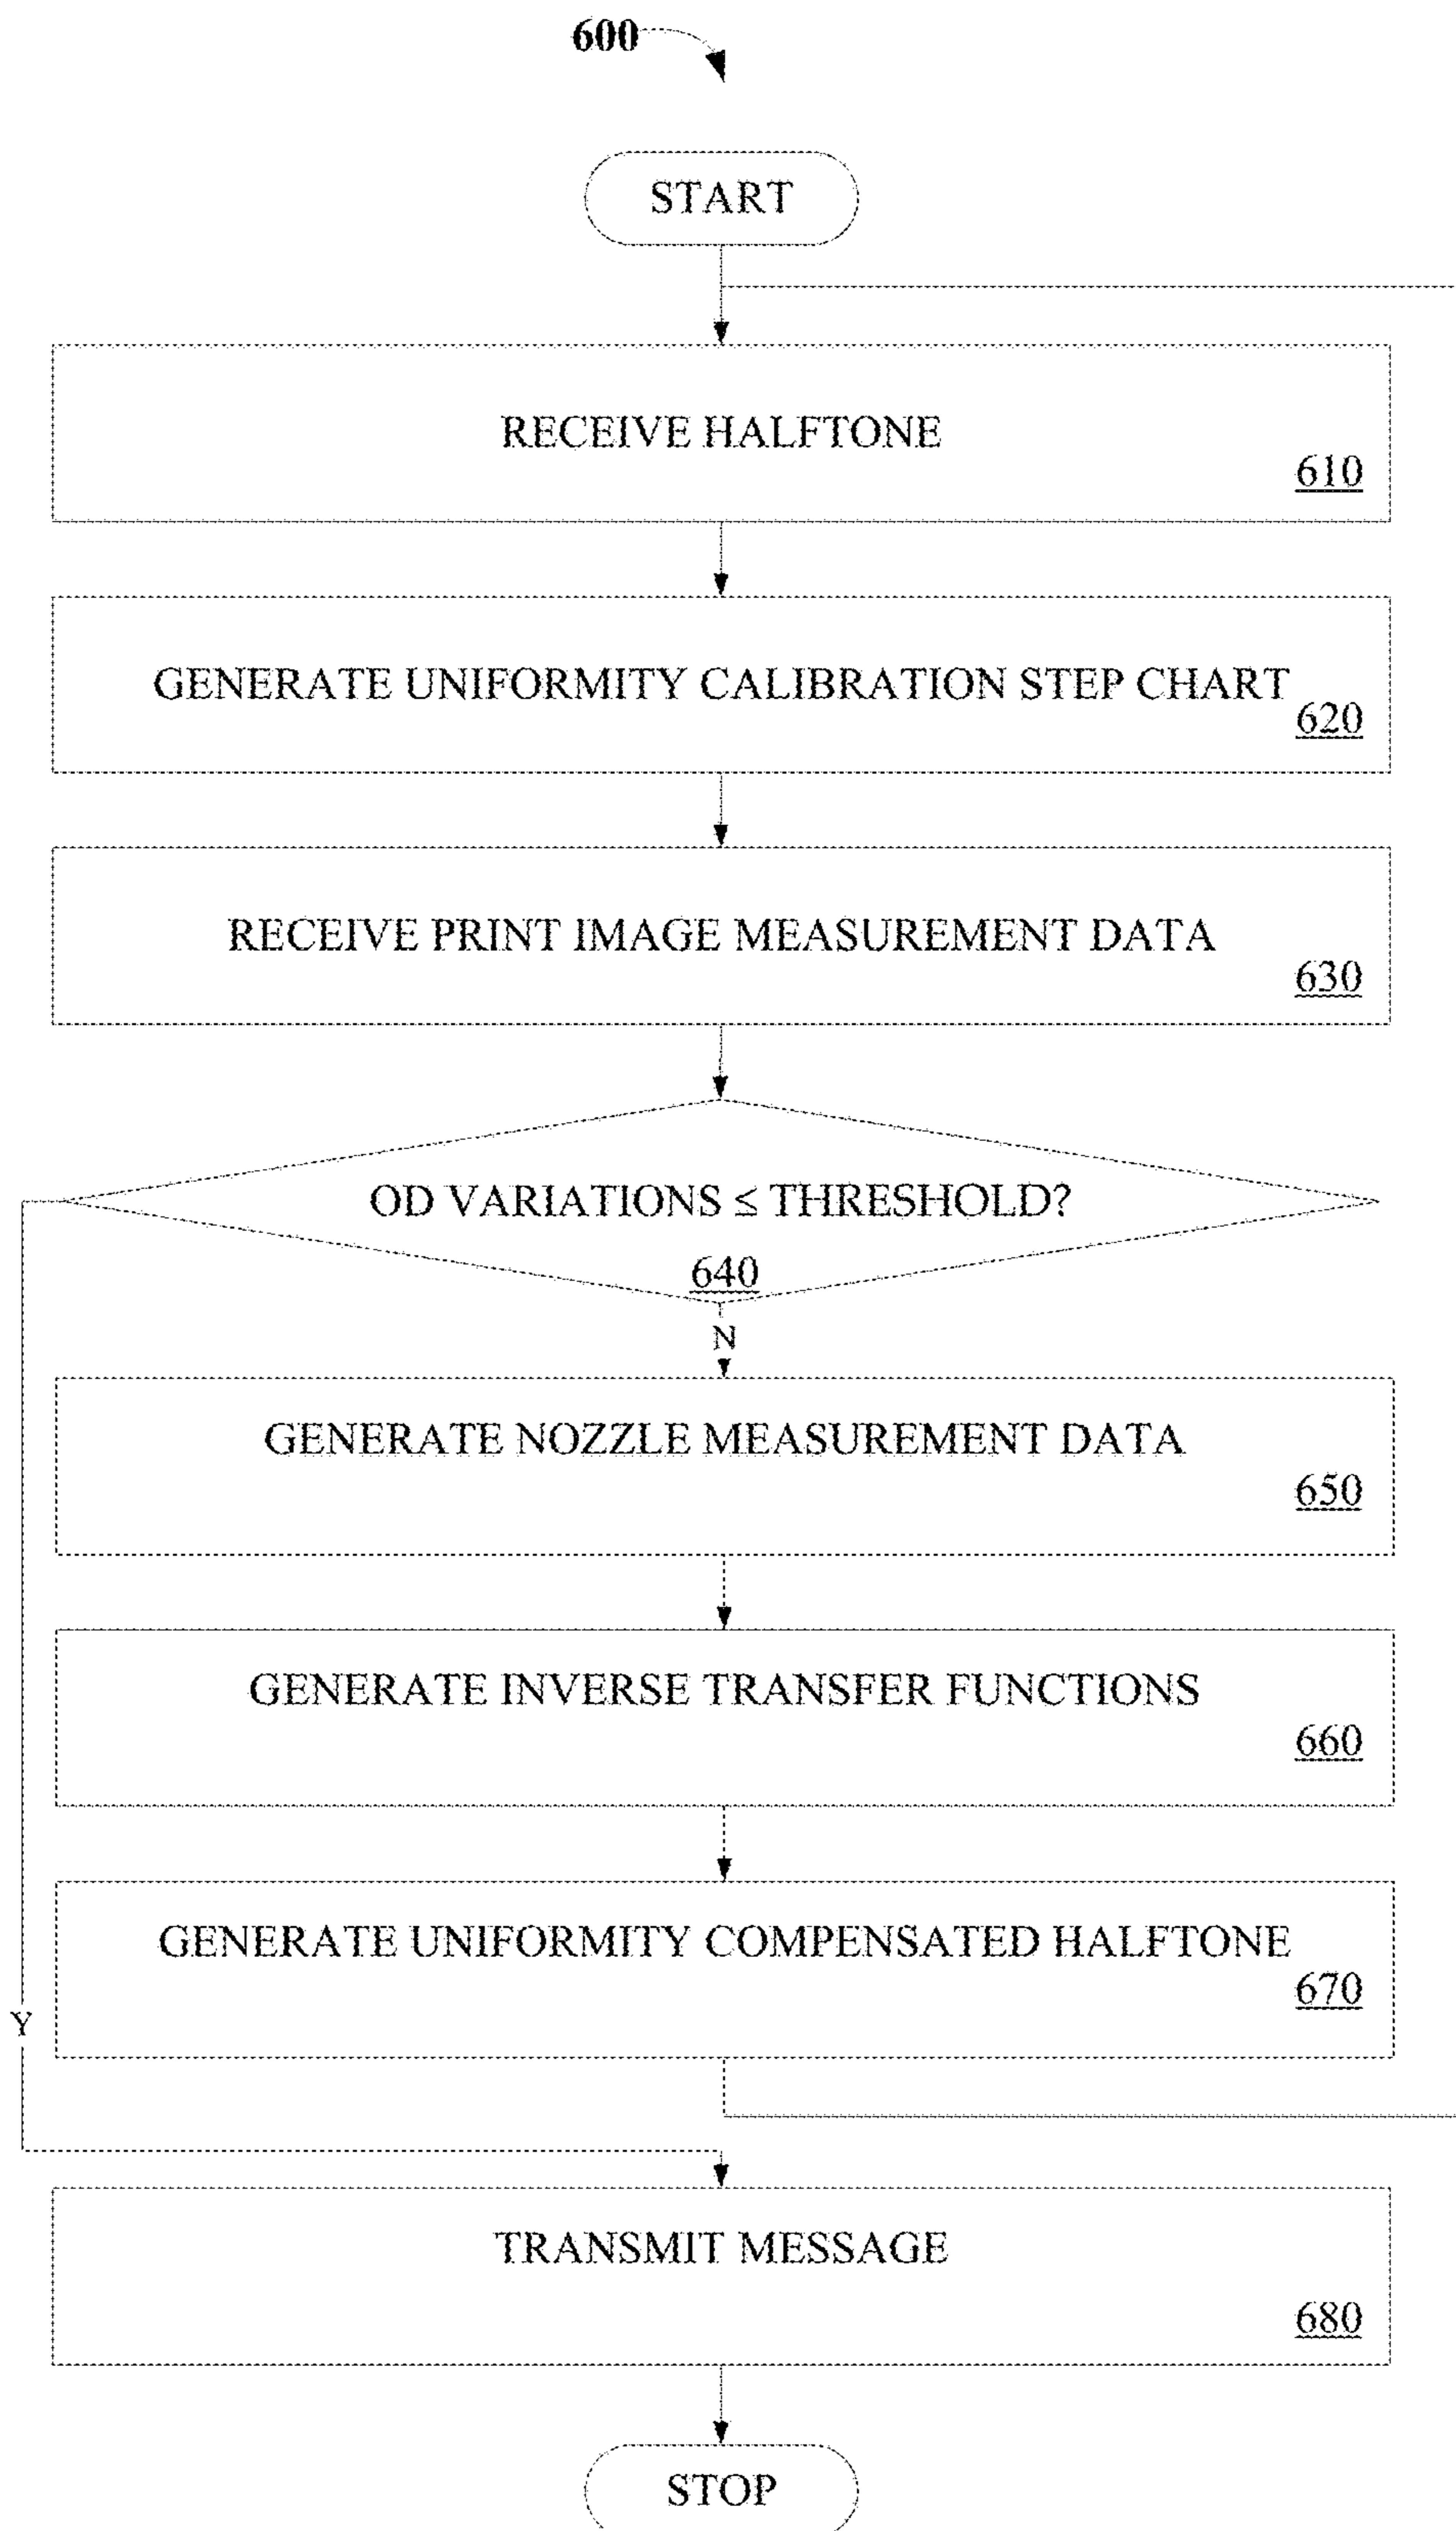 600
START
RECEIVE HALFTONE
610
GENERATE UNIFORMITY CALIBRATION STEP CHART
620
RECEIVE PRINT IMAGE MEASUREMENT DATA
630
OD VARIATIONS ≤ THRESHOLD?
640
N
GENERATE NOZZLE MEASUREMENT DATA
650
GENERATE INVERSE TRANSFER FUNCTIONS
660
GENERATE UNIFORMITY COMPENSATED HALFTONE
670
Y
TRANSMIT MESSAGE
680
STOP